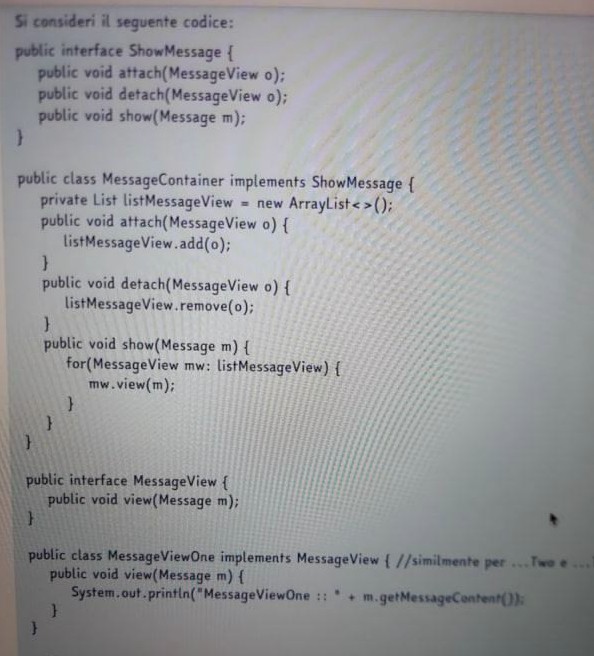 Si consideri il seguente codice:
public interface ShowMessage {
public void attach(MessageView o);
public void detach(MessageView o);
public void show(Message m);
}
public class MessageContainer implements ShowMessage {
private List listMessageView = new ArrayList<>();
public void attach(MessageView o) {
listMessageView.add(o);
}
public void detach(MessageView o) {
listMessageView.remove(o);
}
public void show(Message m) {
for(MessageView mw: listMessageView) {
mw.view(m);
}
}
}
public interface MessageView {
public void view(Message m);
}
public class MessageViewOne implements MessageView { //similmente per ...Two e ...
public void view(Message m) {
System.out.println("MessageViewOne :: " + m.getMessageContent());
}
}